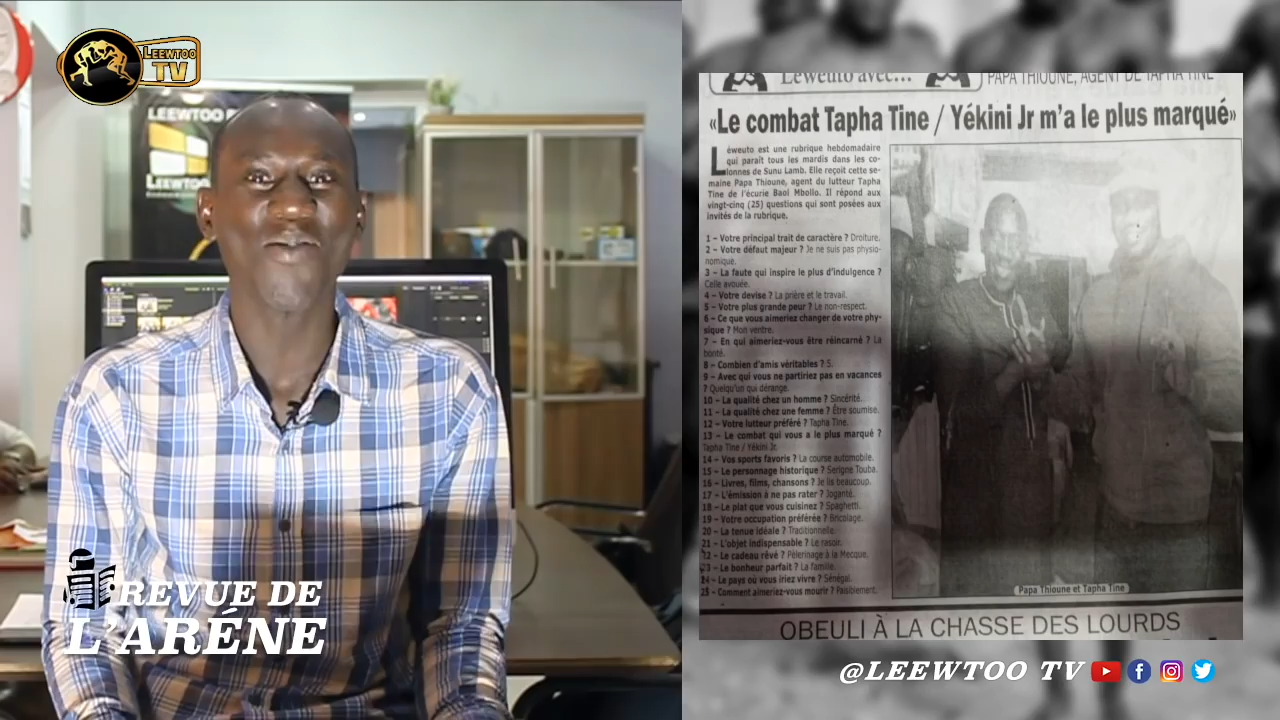 LEEWTOO
TV
LEEWTOO
LEEWTOO
REVUE DE
L'ARÉNE
Léweuto avec...
PAPA THIOUNE, AGENT DE TAPHA TINE
«Le combat Tapha Tine / Yékini Jr m'a le plus marqué»
Léweuto est une rubrique hebdomadaire
qui paraît tous les mardis dans les co-
lonnes de Sunu Lamb. Elle reçoit cette se-
maine Papa Thioune, agent du lutteur Tapha
Tine de l'écurie Baol Mbollo. Il répond aux
vingt-cinq (25) questions qui sont posées aux
invités de la rubrique.
1 – Votre principal trait de caractère ? Droiture.
2 – Votre défaut majeur ? Je ne suis pas physio-
nomique.
3 – La faute qui inspire le plus d'indulgence ?
Celle avouée.
4 – Votre devise ? La prière et le travail.
5 – Votre plus grande peur ? Le non-respect.
6 – Ce que vous aimeriez changer de votre phy-
sique ? Mon ventre.
7 – En qui aimeriez-vous être réincarné ? La
bonté.
8 – Combien d'amis véritables ? 5.
9 – Avec qui vous ne partiriez pas en vacances
? Quelqu'un qui dérange.
10 – La qualité chez un homme ? Sincérité.
11 – La qualité chez une femme ? Être soumise.
12 – Votre lutteur préféré ? Tapha Tine.
13 – Le combat qui vous a le plus marqué ?
Tapha Tine / Yékini Jr.
14 – Vos sports favoris ? La course automobile.
15 – Le personnage historique ? Serigne Touba.
16 – Livres, films, chansons ? Je lis beaucoup.
17 – L'émission à ne pas rater ? Joganté.
18 – Le plat que vous cuisinez ? Spaghetti.
19 – Votre occupation préférée ? Bricolage.
20 – La tenue idéale ? Traditionnelle.
21 – L'objet indispensable ? Le rasoir.
22 – Le cadeau rêvé ? Pèlerinage à la Mecque.
23 – Le bonheur parfait ? La famille.
24 – Le pays où vous iriez vivre ? Sénégal.
25 – Comment aimeriez-vous mourir ? Paisiblement.
Papa Thioune et Tapha Tine
OBEULI À LA CHASSE DES LOURDS
@LEEWTOO TV